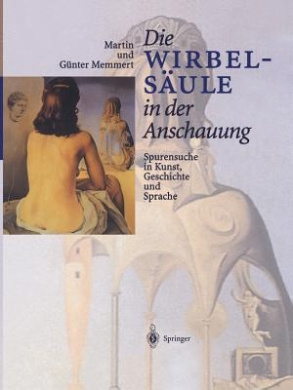 Martin
und
Günter Memmert
Die
WIRBEL-
SÄULE
in der
Anschauung
Spurensuche
in Kunst,
Geschichte
und
Sprache
Springer